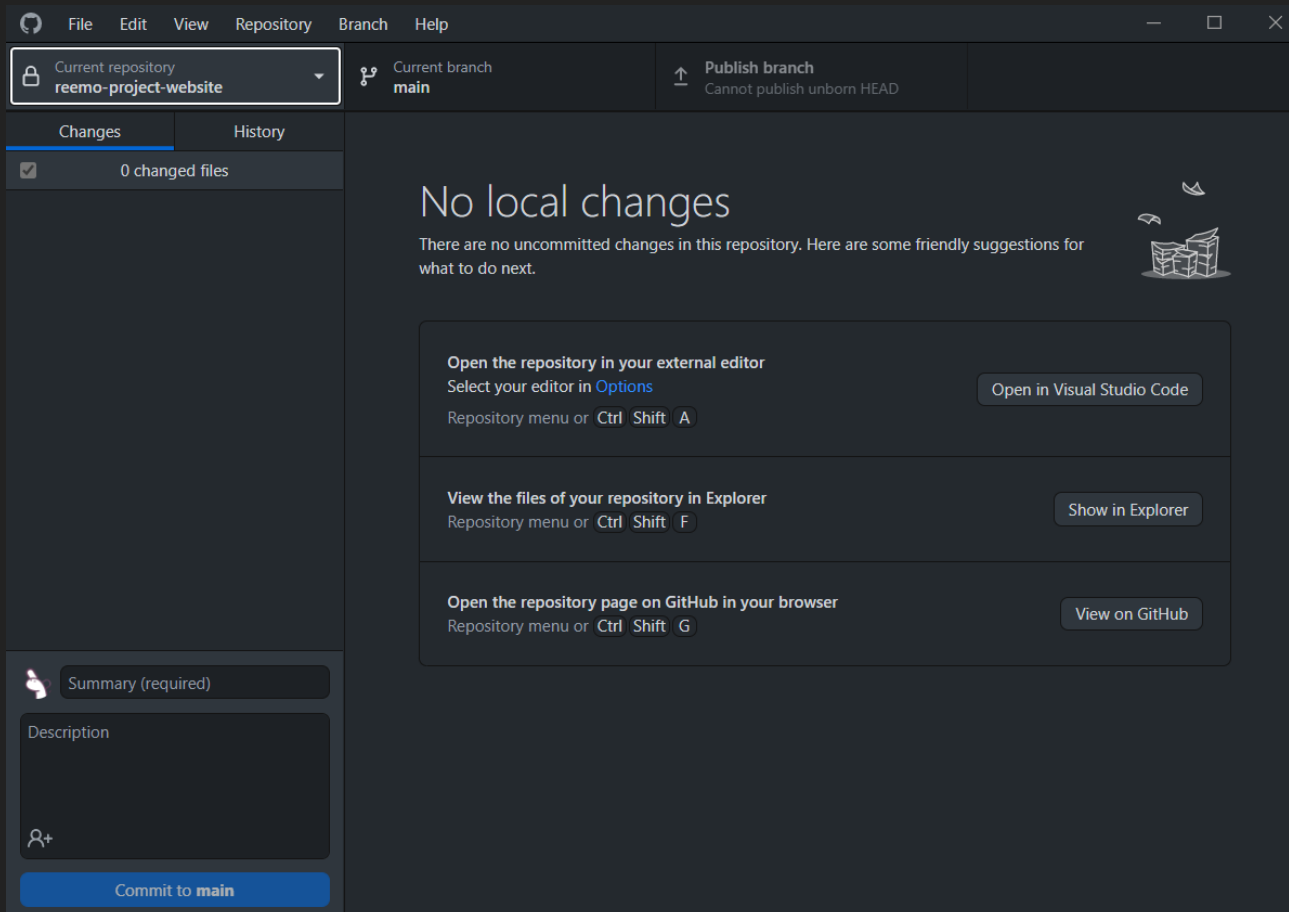 File Edit View Repository Branch Help
Current repository
reemo-project-website
Current branch
main
Publish branch
Cannot publish unborn HEAD
Changes
History
0 changed files
No local changes
There are no uncommitted changes in this repository. Here are some friendly suggestions for
what to do next.
Open the repository in your external editor
Select your editor in Options
Repository menu or Ctrl Shift A
Open in Visual Studio Code
View the files of your repository in Explorer
Repository menu or Ctrl Shift F
Show in Explorer
Open the repository page on GitHub in your browser
Repository menu or Ctrl Shift G
View on GitHub
Summary (required)
Description
Commit to main